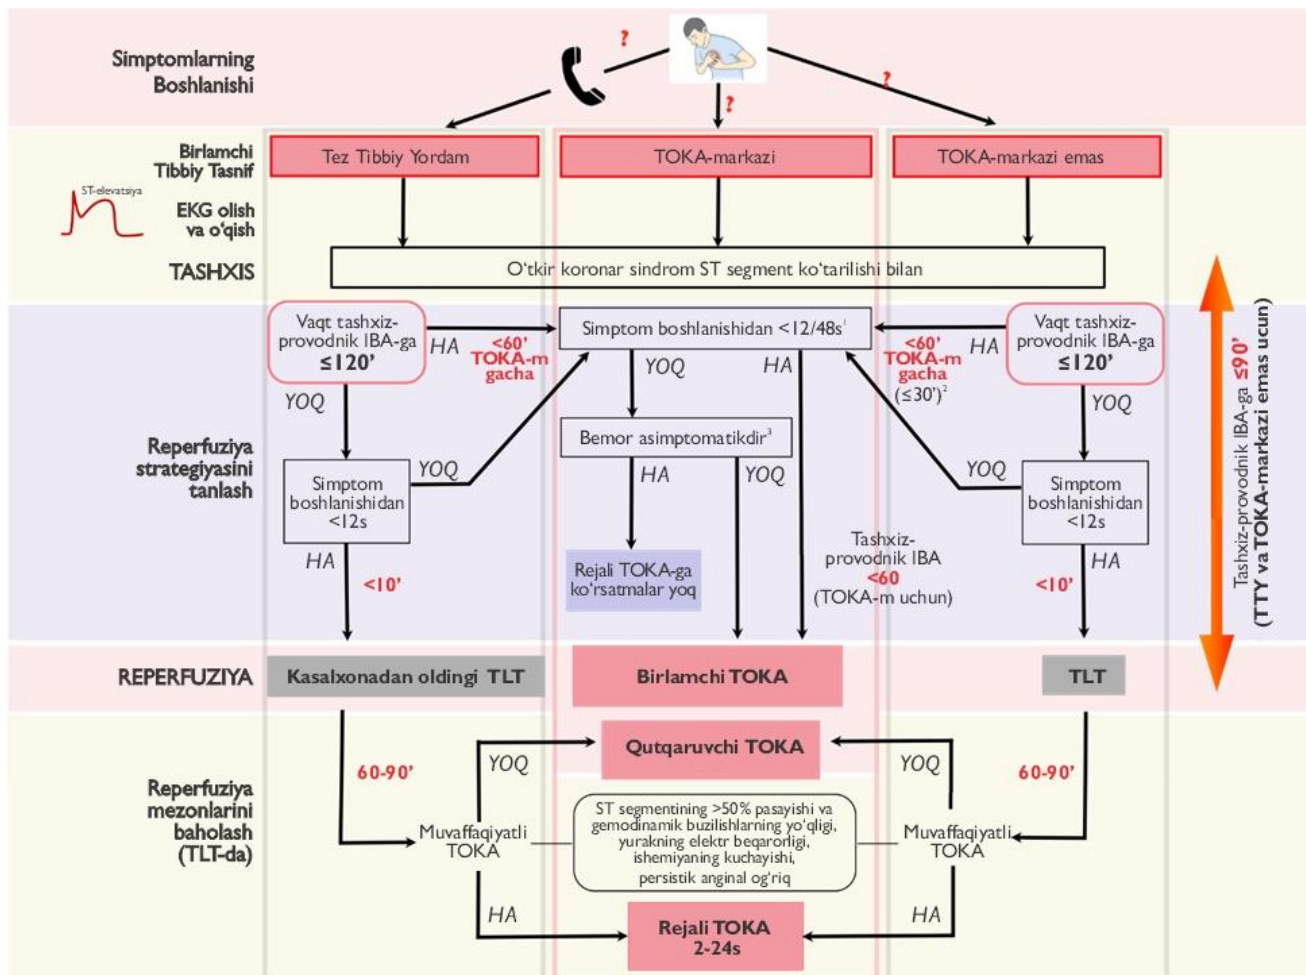 Simptomlarning
Boshlanishi
?
?
?
Birlamchi
Tibbiy Tasnif
Tez Tibbiy Yordam
TOKA-markazi
TOKA-markazi emas
ST-elevatsiya
EKG olish
va o‘qish
TASHXIS
O‘tkir koronar sindrom ST segment ko‘tarilishi bilan
Vaqt tashxiz-
provodnik IBA-ga
≤120’
HA
<60’
TOKA-m
gacha
Simptom boshlanishidan <12/48s¹
<60’
TOKA-m
gacha
(≤30’)²
HA
Vaqt tashxiz-
provodnik IBA-ga
≤120’
YOQ
YOQ
HA
YOQ
Reperfuziya
strategiyasini
tanlash
Bemor asimptomatikdir³
YOQ
Simptom
boshlanishidan
<12s
HA
YOQ
YOQ
Simptom
boshlanishidan
<12s
HA
<10’
Rejali TOKA-ga
ko‘rsatmalar yoq
Tashxiz-
provodnik IBA
<60
(TOKA-m uchun)
HA
<10’
Tashxiz-provodnik IBA-ga ≤90’
(TTY va TOKA-markazi emas ucun)
REPERFUZIYA
Kasalxonadan oldingi TLT
Birlamchi TOKA
TLT
Qutqaruvchi TOKA
60-90’
YOQ
YOQ
60-90’
Reperfuziya
mezonlarini
baholash
(TLT-da)
Muvaffaqiyatli
TOKA
ST segmentining >50% pasayishi va
gemodinamik buzilishlarning yo‘qligi,
yurakning elektr beqarorligi,
ishemiyaning kuchayishi,
persistik anginal og‘riq
Muvaffaqiyatli
TOKA
HA
HA
Rejali TOKA
2-24s